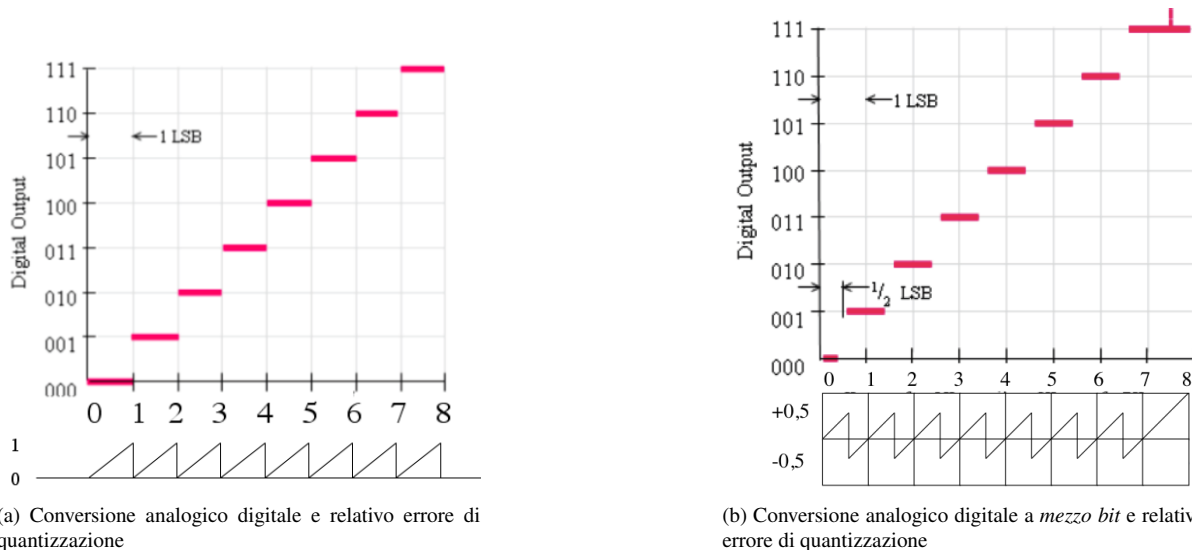 111
110
101
100
011
010
001
000
Digital Output
1 LSB
0 1 2 3 4 5 6 7 8
1
0
(a) Conversione analogico digitale e relativo errore di
quantizzazione
111
110
101
100
011
010
001
000
Digital Output
1 LSB
1/2 LSB
0 1 2 3 4 5 6 7 8
+0,5
-0,5
(b) Conversione analogico digitale a mezzo bit e relativ
errore di quantizzazione